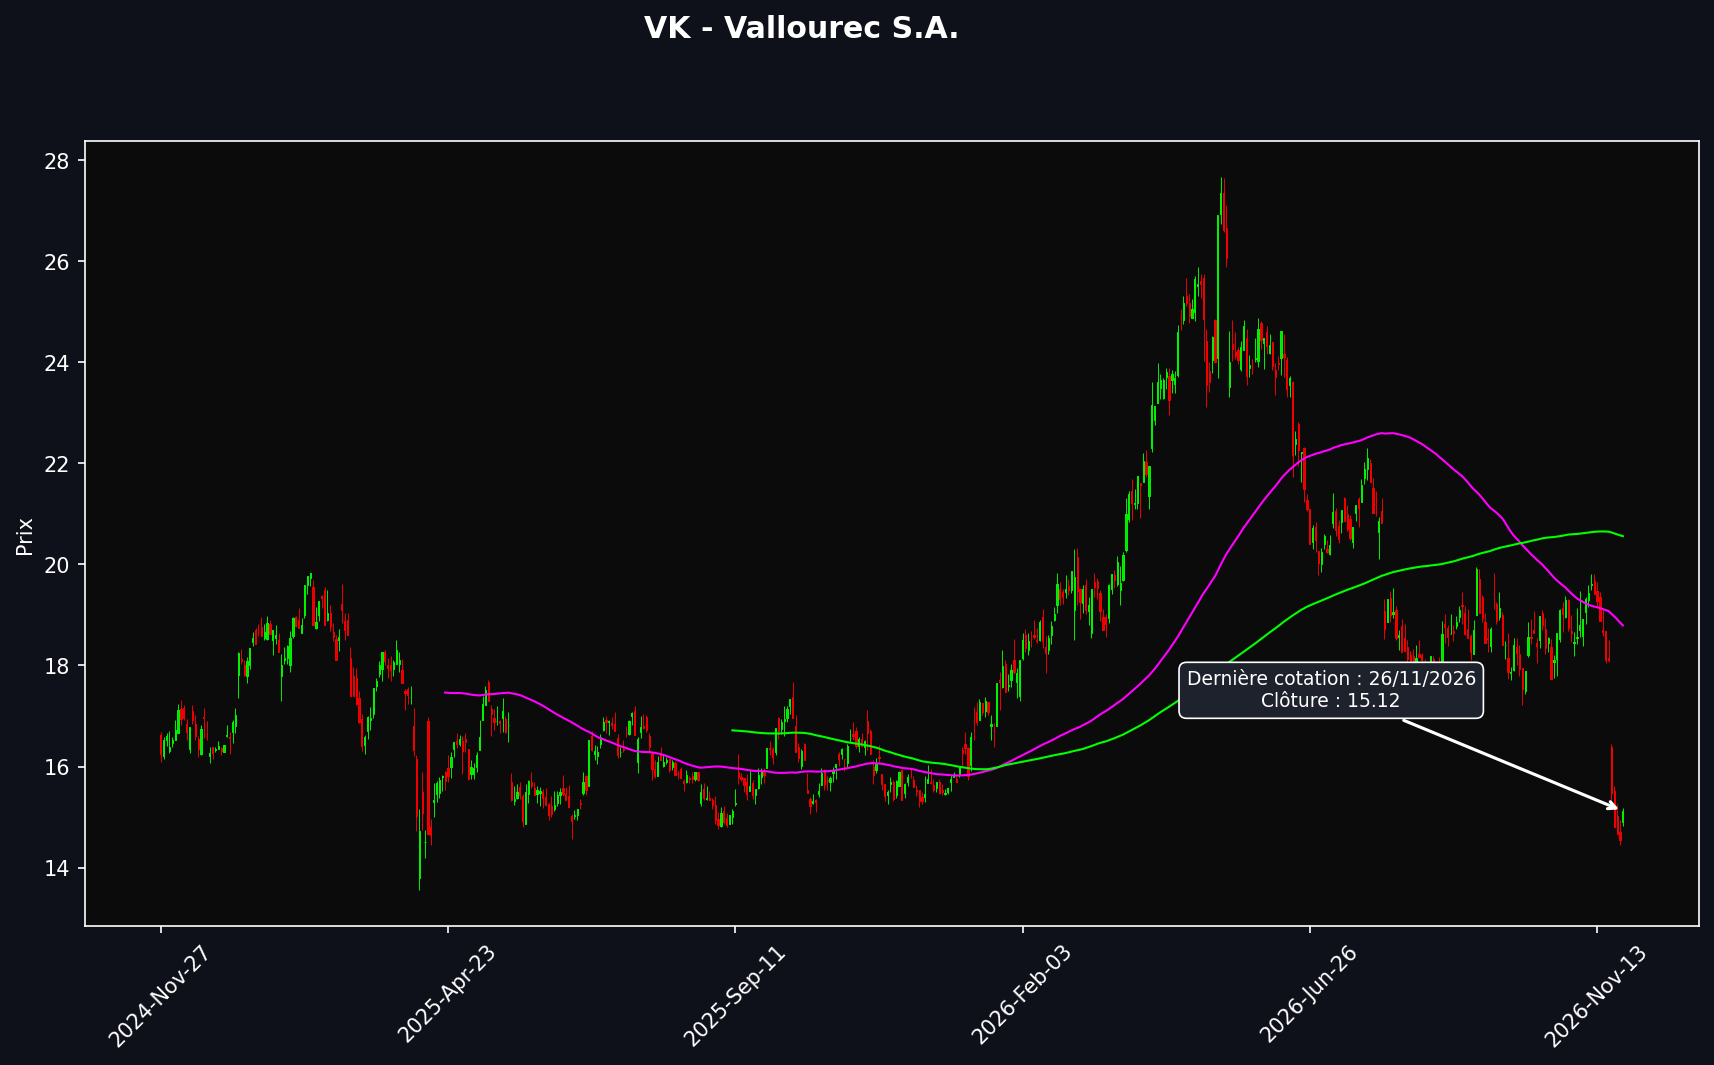 VK - Vallourec S.A.
Prix
28
26
24
22
20
18
16
14
Dernière cotation : 26/11/2026
Clôture : 15.12
2024-Nov-27
2025-Apr-23
2025-Sep-11
2026-Feb-03
2026-Jun-26
2026-Nov-13